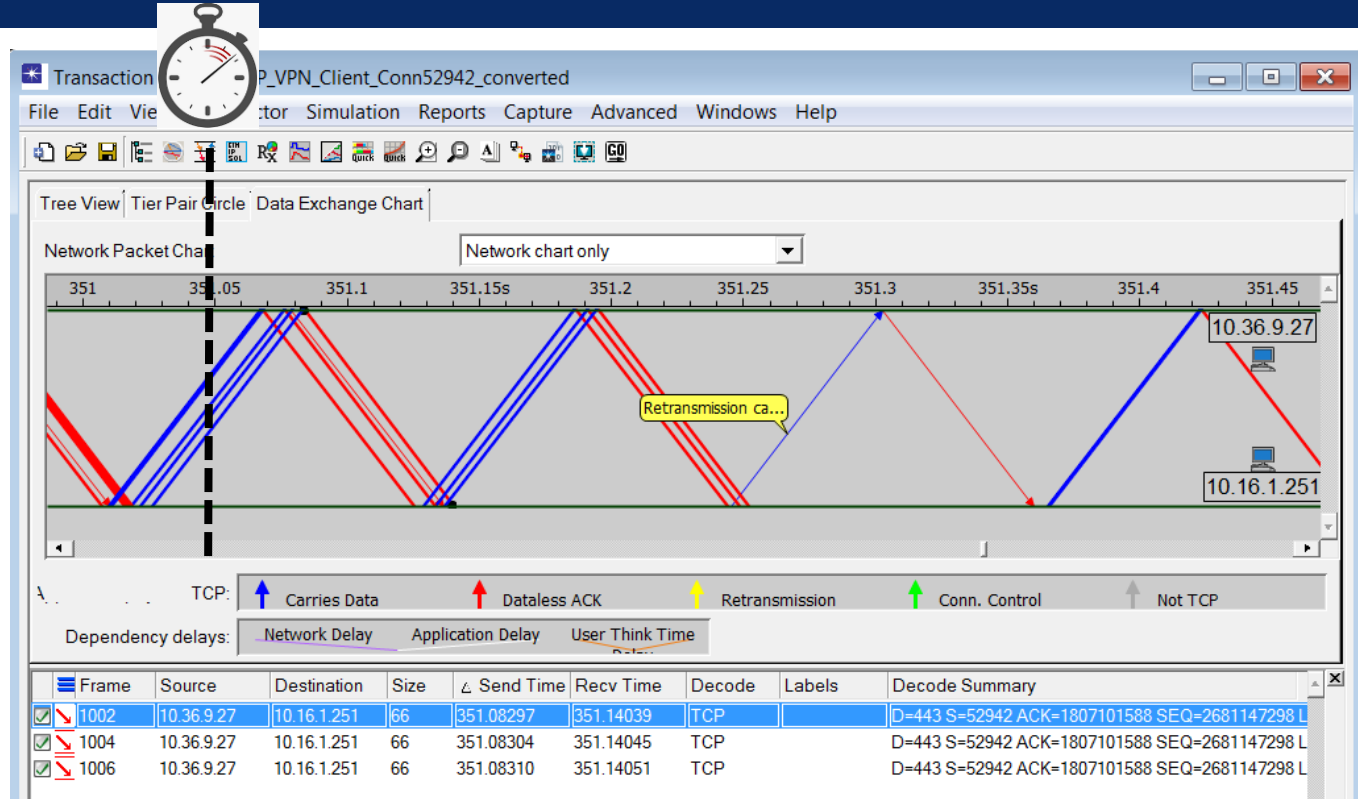 Transaction P_VPN_Client_Conn52942_converted
File Edit Vie ctor Simulation Reports Capture Advanced Windows Help
QUICK QUICK GO
Tree View Tier Pair Circle Data Exchange Chart
Network Packet Char Network chart only
351 351.05 351.1 351.15s 351.2 351.25 351.3 351.35s 351.4 351.45
10.36.9.27
Retransmission ca...
10.16.1.251
TCP: Carries Data Dataless ACK Retransmission Conn. Control Not TCP
Dependency delays: Network Delay Application Delay User Think Time
Frame Source Destination Size Send Time Recv Time Decode Labels Decode Summary
1002 10.36.9.27 10.16.1.251 66 351.08297 351.14039 TCP D=443 S=52942 ACK=1807101588 SEQ=2681147298 L
1004 10.36.9.27 10.16.1.251 66 351.08304 351.14045 TCP D=443 S=52942 ACK=1807101588 SEQ=2681147298 L
1006 10.36.9.27 10.16.1.251 66 351.08310 351.14051 TCP D=443 S=52942 ACK=1807101588 SEQ=2681147298 L